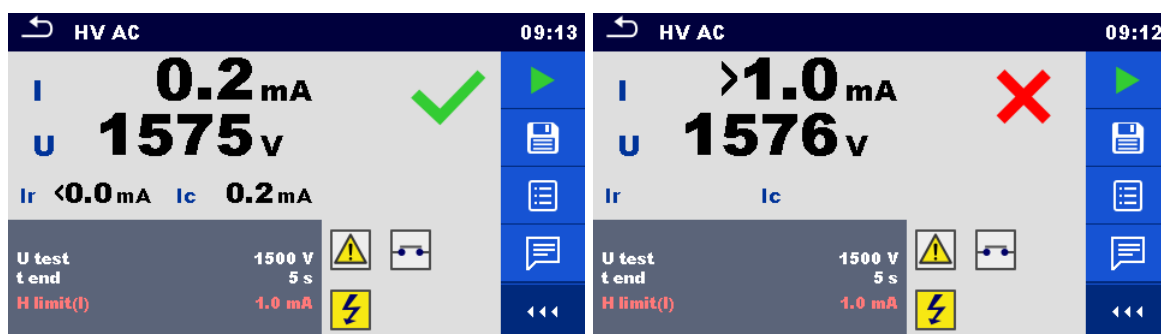 HV AC 09:13
I 0.2 mA
U 1575 V
Ir <0.0 mA Ic 0.2 mA
U test 1500 V
t end 5 s
H limit(I) 1.0 mA
HV AC 09:12
I >1.0 mA
U 1576 V
Ir Ic
U test 1500 V
t end 5 s
H limit(I) 1.0 mA